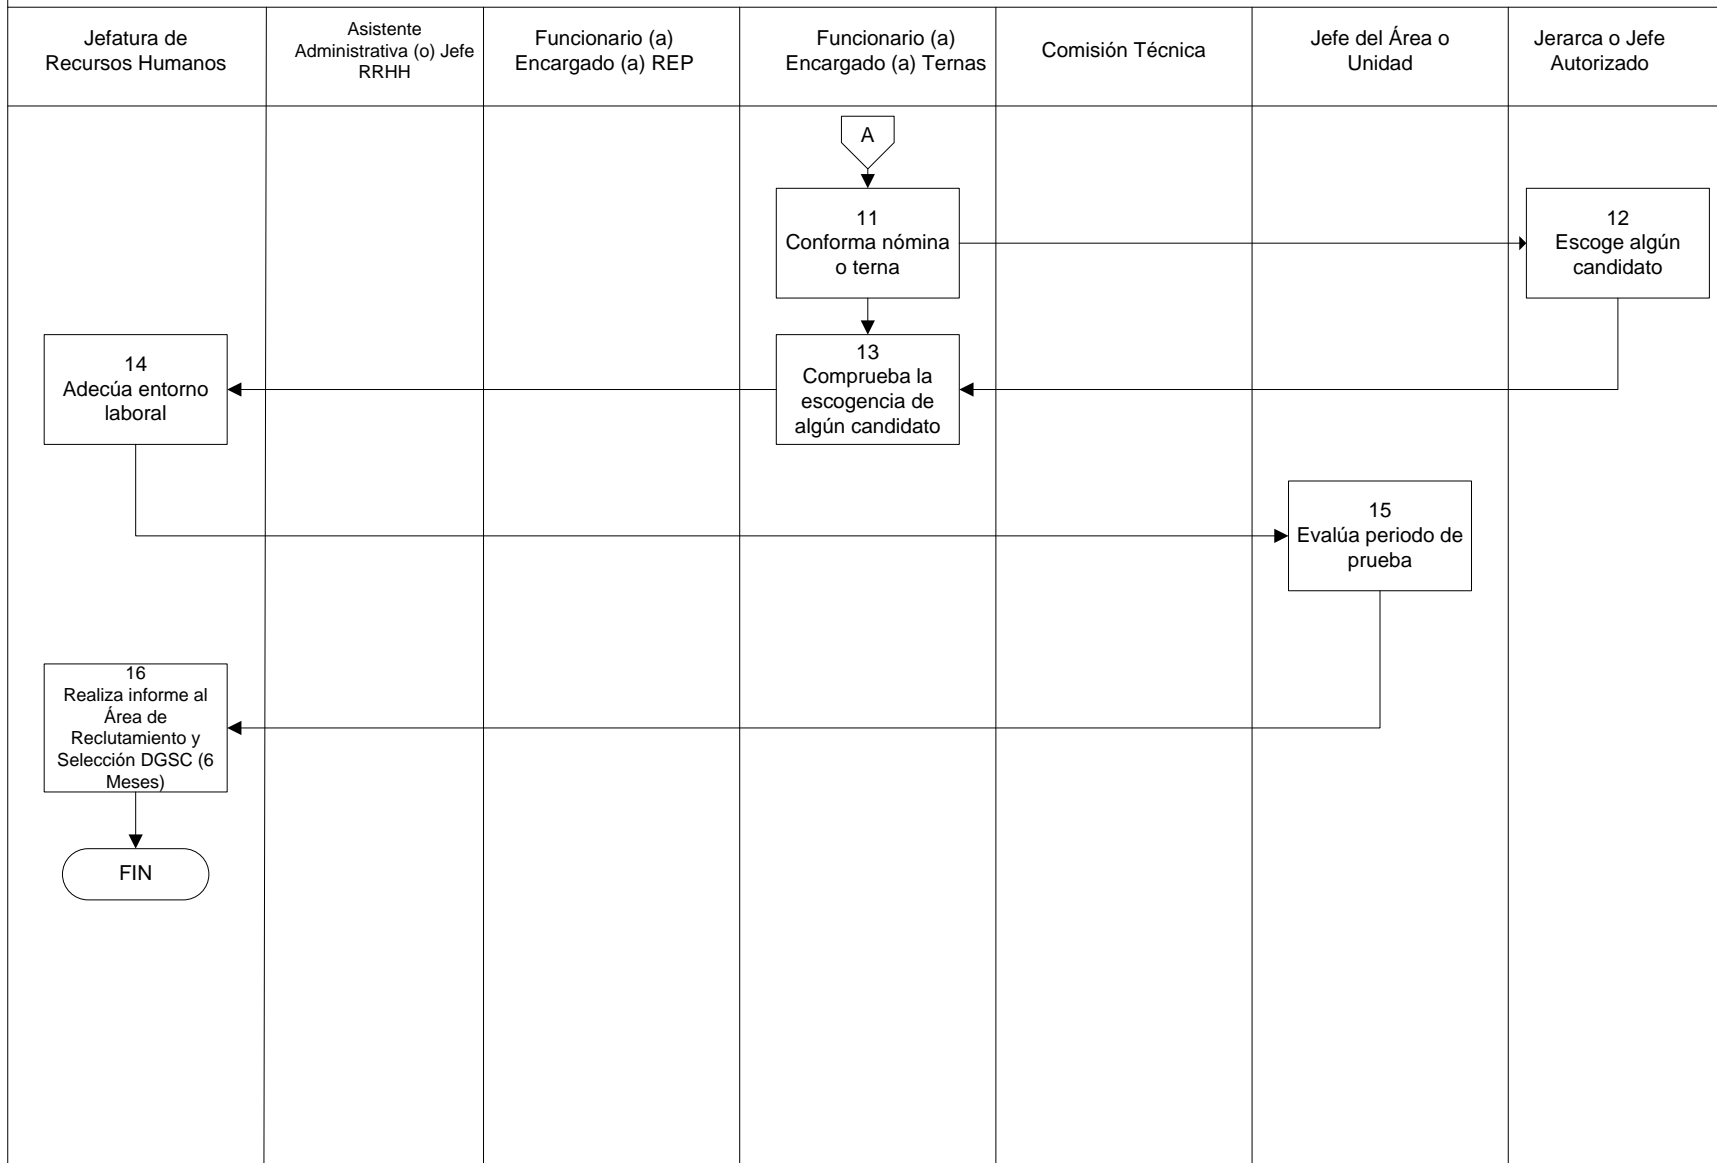 Jefatura de
Recursos Humanos
Asistente
Administrativa (o) Jefe
RRHH
Funcionario (a)
Encargado (a) REP
Funcionario (a)
Encargado (a) Ternas
Comisión Técnica
Jefe del Área o
Unidad
Jerarca o Jefe
Autorizado
A
11
Conforma nómina
o terna
12
Escoge algún
candidato
13
Comprueba la
escogencia de
algún candidato
14
Adecúa entorno
laboral
15
Evalúa periodo de
prueba
16
Realiza informe al
Área de
Reclutamiento y
Selección DGSC (6
Meses)
FIN